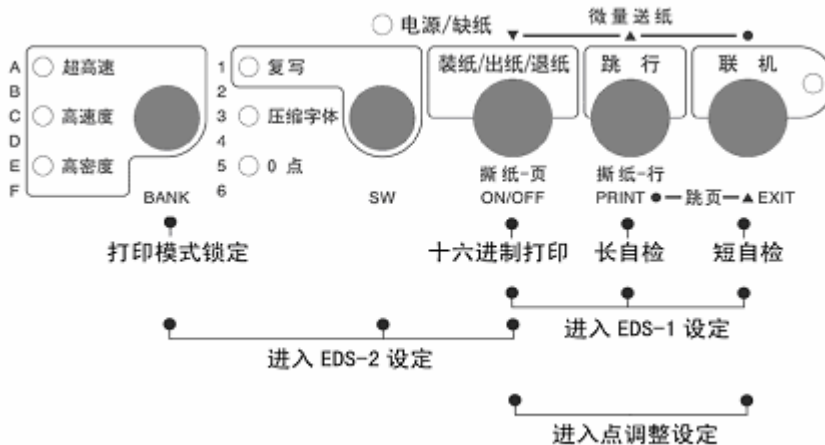 电源/缺纸
微量送纸
A 超高速
B
C 高速度
D
E 高密度
F
BANK
1 复写
2
3 压缩字体
4
5 0 点
6
SW
装纸/出纸/退纸
跳 行
联 机
撕纸-页
ON/OFF
撕纸-行
PRINT ●—跳页—▲ EXIT
打印模式锁定
十六进制打印
长自检
短自检
进入 EDS-1 设定
进入 EDS-2 设定
进入点调整设定